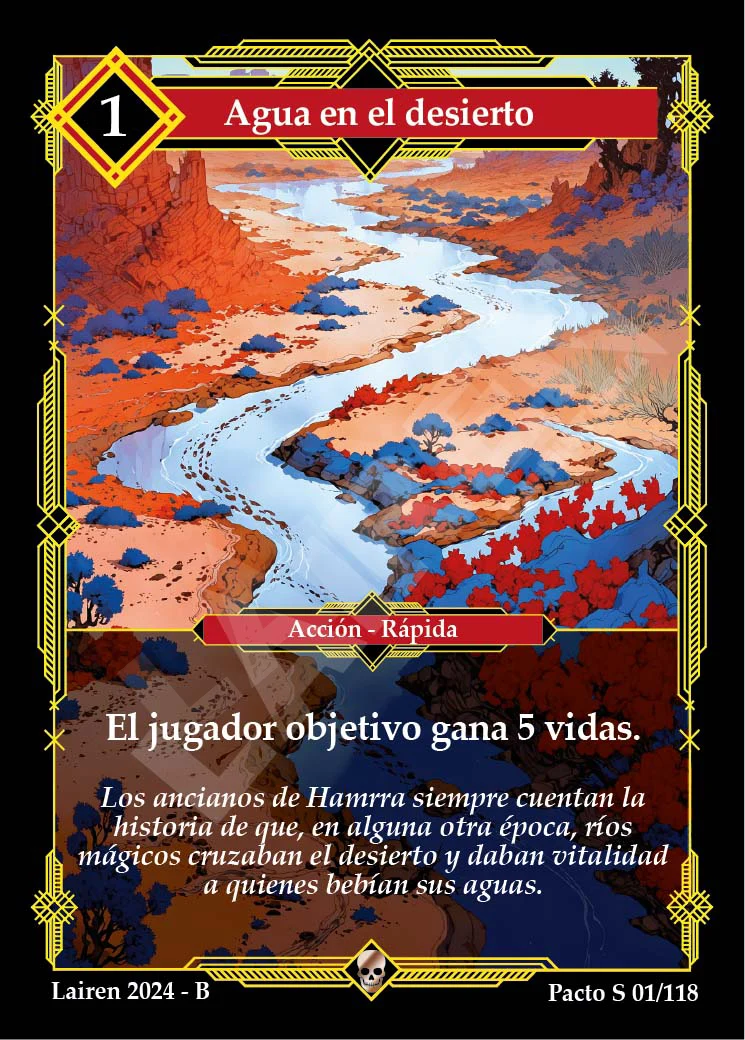 1
Agua en el desierto
Acción - Rápida
El jugador objetivo gana 5 vidas.
Los ancianos de Hamrra siempre cuentan la
historia de que, en alguna otra época, ríos
mágicos cruzaban el desierto y daban vitalidad
a quienes bebían sus aguas.
Lairen 2024 - B
Pacto S 01/118